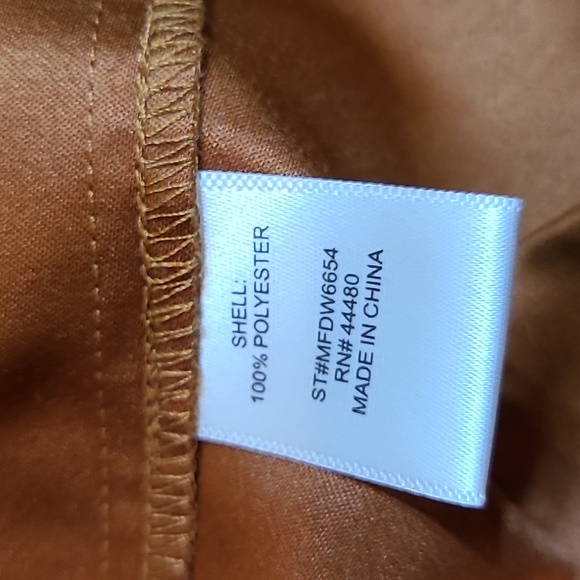 SHELL:
100% POLYESTER
ST#MFDW6654
RN# 44480
MADE IN CHINA